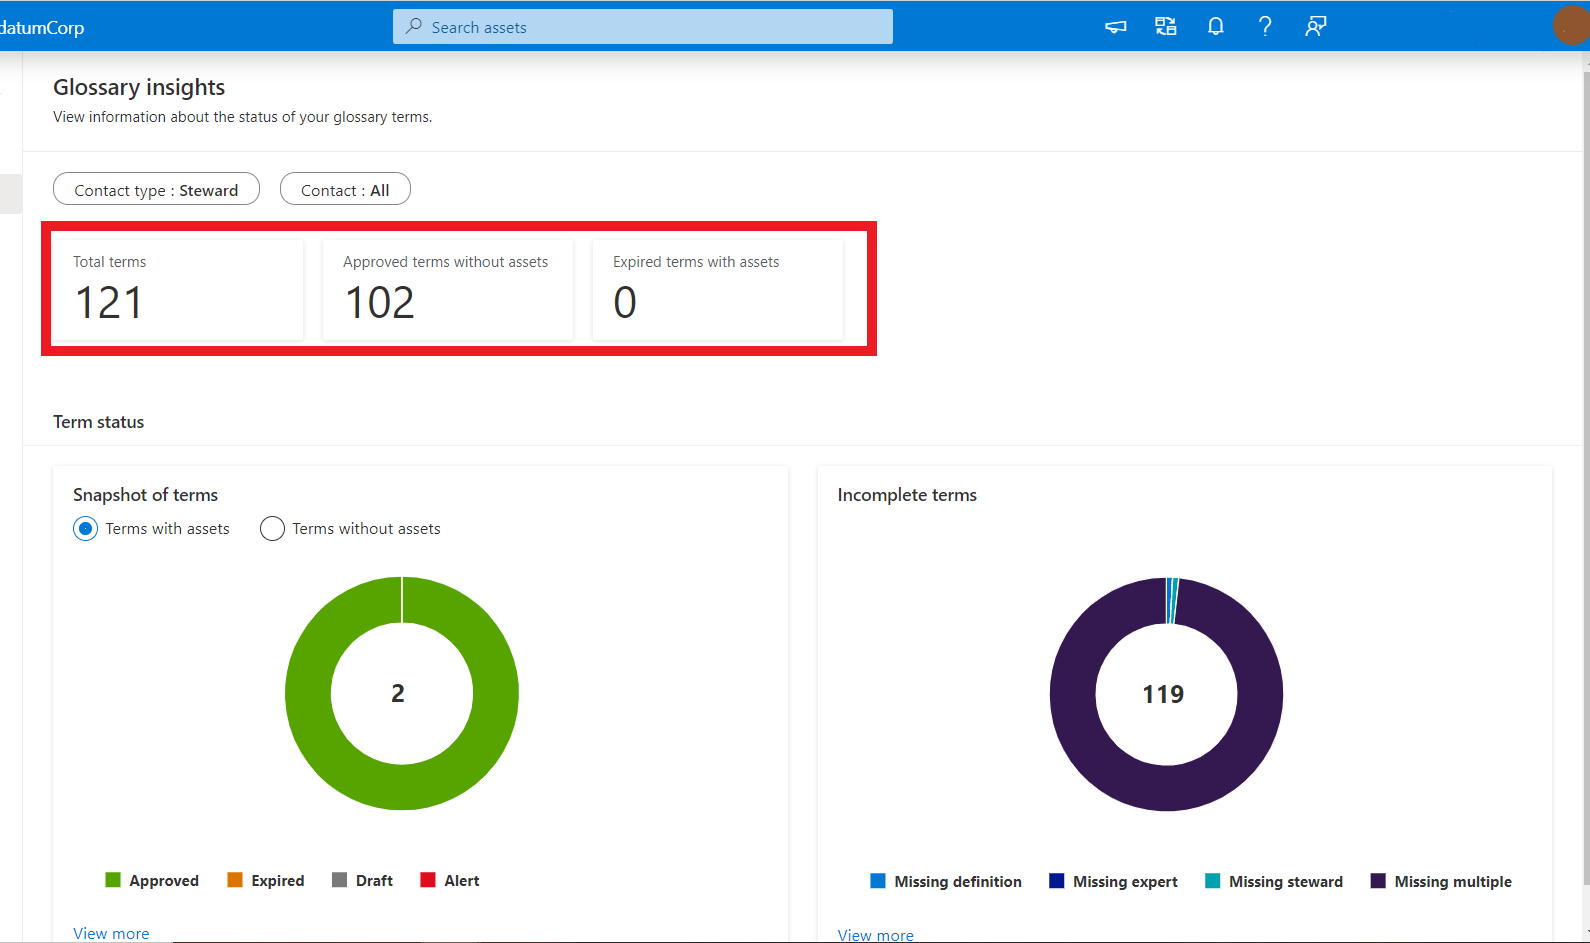 datumCorp
Search assets
Glossary insights
View information about the status of your glossary terms.
Contact type : Steward
Contact : All
Total terms
121
Approved terms without assets
102
Expired terms with assets
0
Term status
Snapshot of terms
Terms with assets
Terms without assets
2
Approved
Expired
Draft
Alert
View more
Incomplete terms
119
Missing definition
Missing expert
Missing steward
Missing multiple
View more